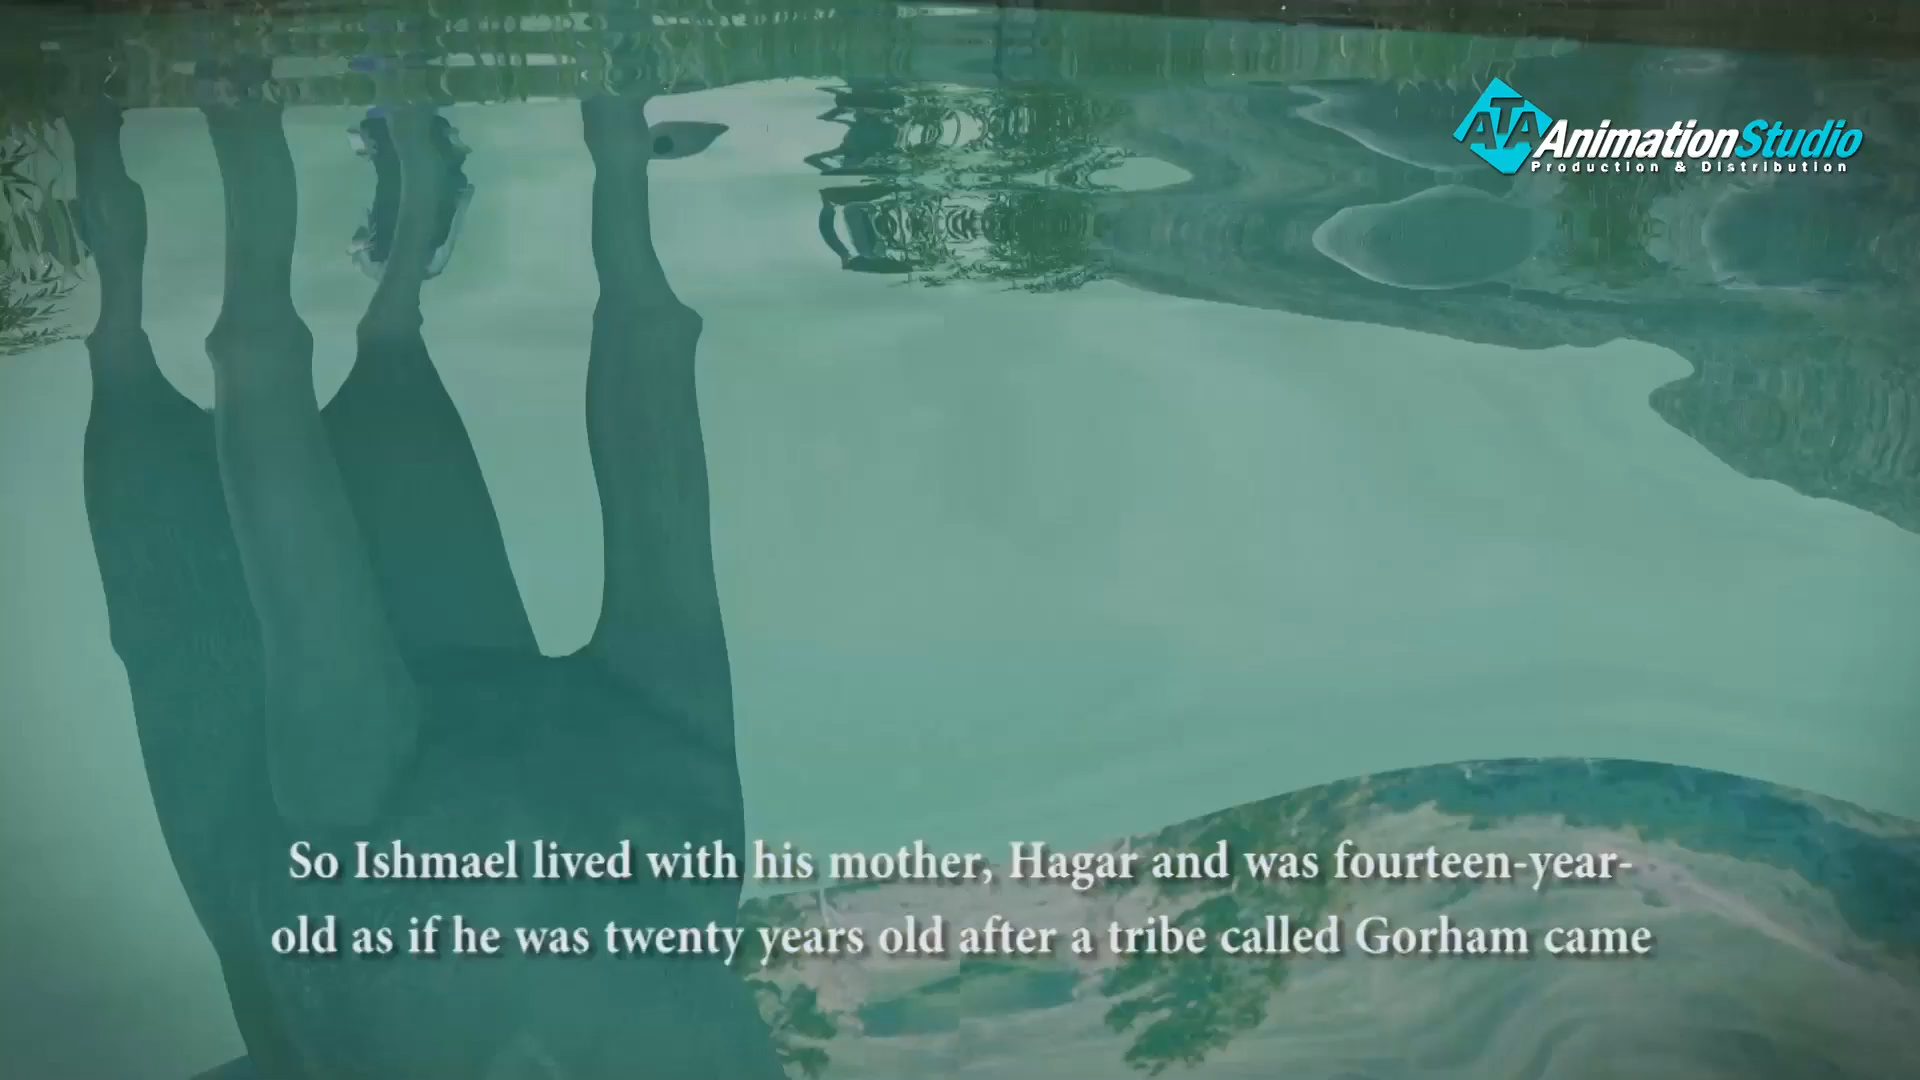 ATA AnimationStudio
Production & Distribution
So Ishmael lived with his mother, Hagar and was fourteen-year-
old as if he was twenty years old after a tribe called Gorham came